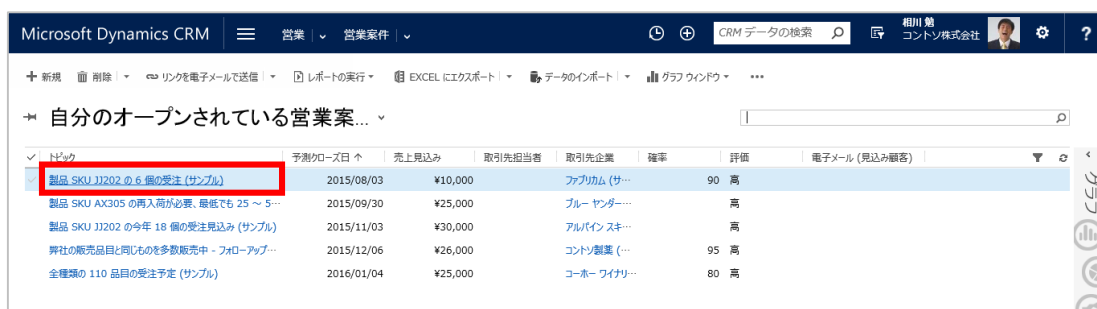 Microsoft Dynamics CRM 営業 営業案件 CRM データの検索 相川 勉 コントソ株式会社 ?
新規 削除 リンクを電子メールで送信 レポートの実行 EXCEL にエクスポート データのインポート グラフ ウィンドウ ...
自分のオープンされている営業案...
トピック 予測クローズ日 売上見込み 取引先担当者 取引先企業 確率 評価 電子メール (見込み顧客)
製品 SKU JJ202 の 6 個の受注 (サンプル) 2015/08/03 ¥10,000 ファブリカム (サ… 90 高
製品 SKU AX305 の再入荷が必要、最低でも 25 ～ 5… 2015/09/30 ¥25,000 ブルー ヤンダー… 高
製品 SKU JJ202 の今年 18 個の受注見込み (サンプル) 2015/11/03 ¥30,000 アルパイン スキ… 高
弊社の販売品目と同じものを多数販売中 - フォローアップ… 2015/12/06 ¥26,000 コントソ製薬 (… 95 高
全種類の 110 品目の受注予定 (サンプル) 2016/01/04 ¥25,000 コーホー ワイナリ… 80 高
グラフ